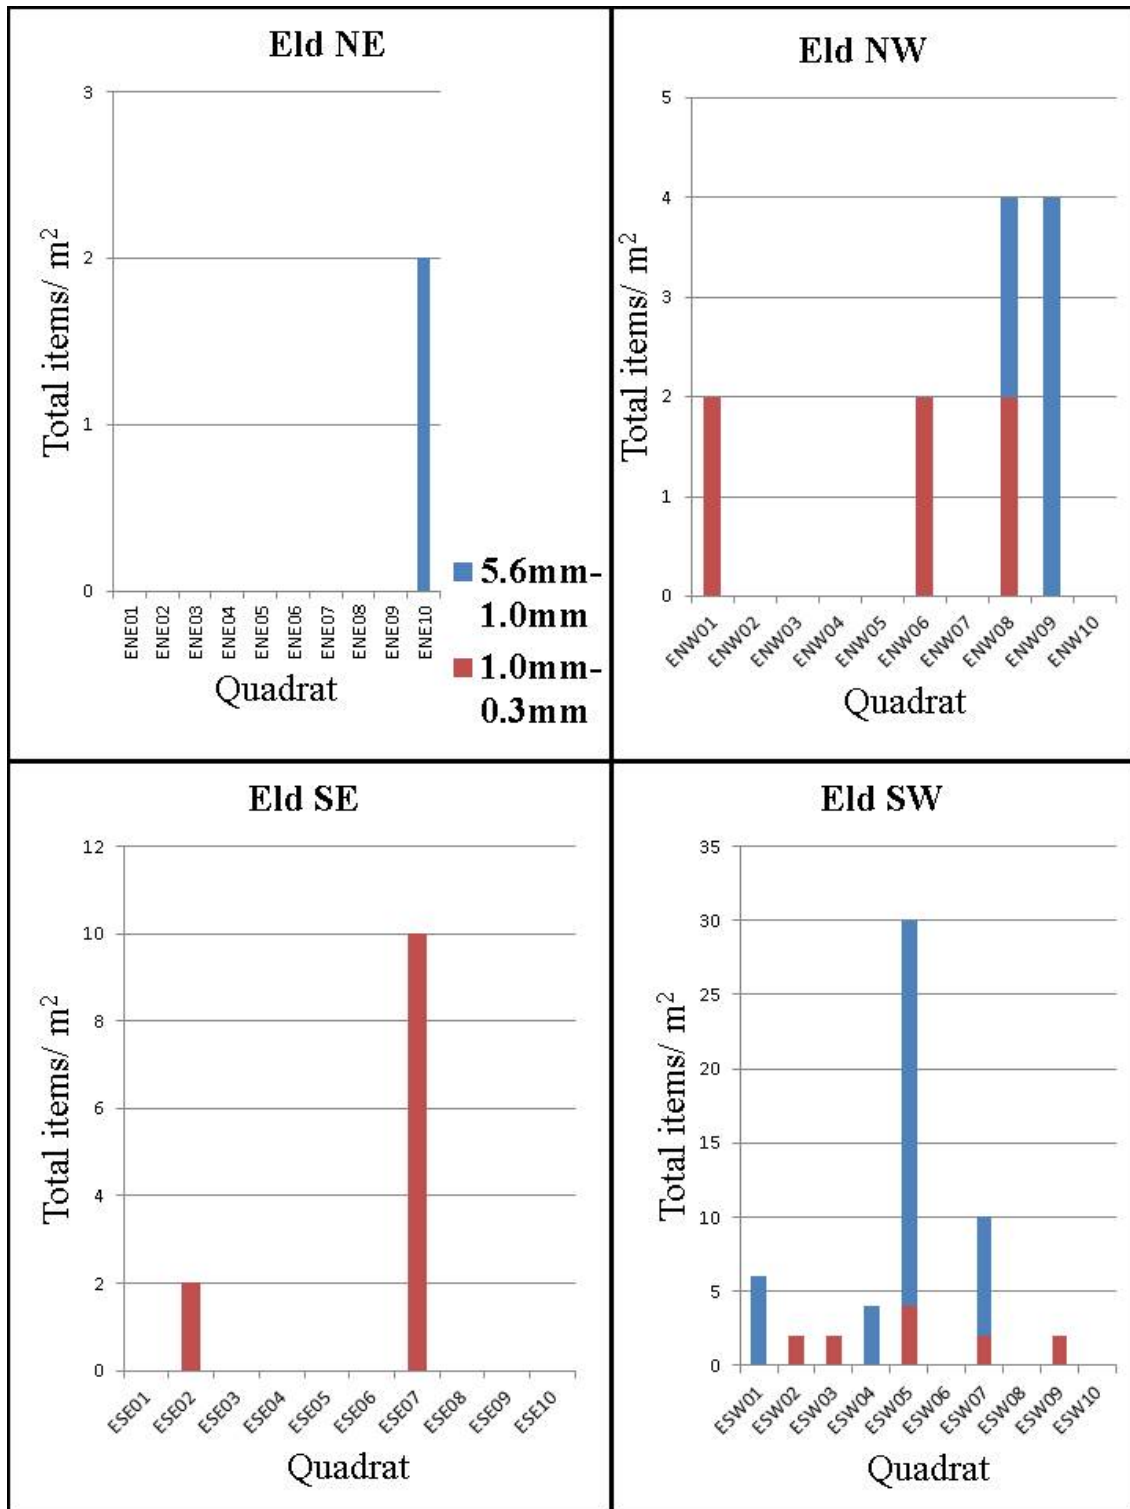 Eld NE
Total items/ m²
3
2
1
0
ENE01
ENE02
ENE03
ENE04
ENE05
ENE06
ENE07
ENE08
ENE09
ENE10
Quadrat
5.6mm-
1.0mm
1.0mm-
0.3mm
Eld NW
Total items/ m²
5
4
3
2
1
0
ENW01
ENW02
ENW03
ENW04
ENW05
ENW06
ENW07
ENW08
ENW09
ENW10
Quadrat
Eld SE
Total items/ m²
12
10
8
6
4
2
0
ESE01
ESE02
ESE03
ESE04
ESE05
ESE06
ESE07
ESE08
ESE09
ESE10
Quadrat
Eld SW
Total items/ m²
35
30
25
20
15
10
5
0
ESW01
ESW02
ESW03
ESW04
ESW05
ESW06
ESW07
ESW08
ESW09
ESW10
Quadrat